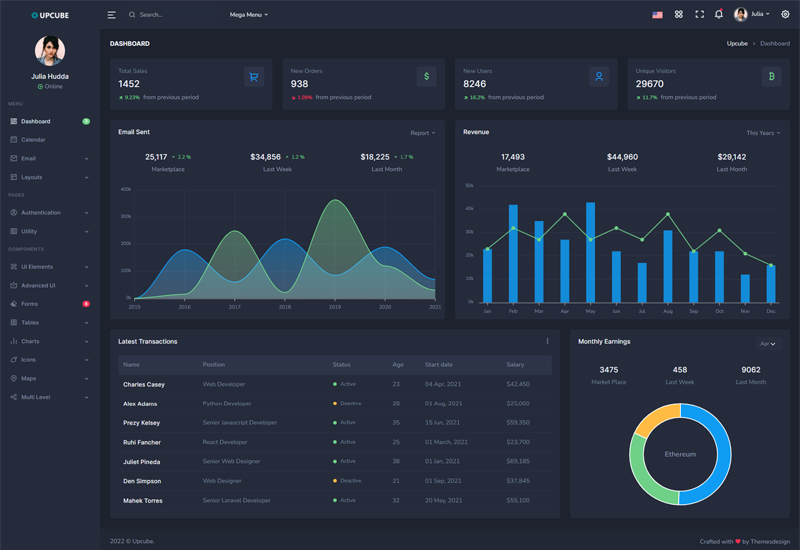 UPCUBE
Search...
Mega Menu
Julia
Julia Hudda
Online
MENU
Dashboard
Calendar
Email
Layouts
PAGES
Authentication
Utility
COMPONENTS
UI Elements
Advanced UI
Forms
Tables
Charts
Icons
Maps
Multi Level
DASHBOARD
Upcube > Dashboard
Total Sales
1452
9.23% from previous period
New Orders
938
1.09% from previous period
New Users
8246
16.2% from previous period
Unique Visitors
29670
11.7% from previous period
Email Sent
Report
25,117 2.2 %
Marketplace
$34,856 1.2 %
Last Week
$18,225 1.7 %
Last Month
400k
300k
200k
100k
0k
2015 2016 2017 2018 2019 2020 2021
Revenue
This Years
17,493
Marketplace
$44,960
Last Week
$29,142
Last Month
50k
40k
30k
20k
10k
0k
Jan Feb Mar Apr May Jun Jul Aug Sep Oct Nov Dec
Latest Transactions
Name Position Status Age Start date Salary
Charles Casey Web Developer Active 23 04 Apr, 2021 $42,450
Alex Adams Python Developer Deactive 01 Aug, 2021
Prezy Kelsey Senior Javascript Developer Active 35 15 Jun, 2021 $59,350
Ruhi Fancher React Developer Active 25 01 March, 2021 $23,700
Juliet Pineda Senior Web Designer Active 38 01 Jan, 2021 $69,185
Den Simpson Web Designer Deactive 21 01 Sep, 2021 $37,845
Mahek Torres Senior Laravel Developer Active 32 20 May, 2021 $55,100
Monthly Earnings
Apr
3475
Market Place
458
Last Week
9062
Last Month
Ethereum
2022 © Upcube.
Crafted with ❤ by Themesdesign